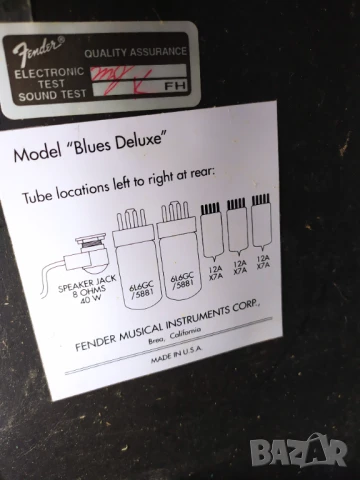 Fender®
QUALITY ASSURANCE
ELECTRONIC
TEST
SOUND TEST
FH
Model "Blues Deluxe"
Tube locations left to right at rear:
SPEAKER JACK
8 OHMS
40 W
6L6GC
/5881
6L6GC
/5881
12A
X7A
12A
X7A
12A
X7A
FENDER MUSICAL INSTRUMENTS CORP.,
Brea, California
MADE IN U.S.A.
BAZAR